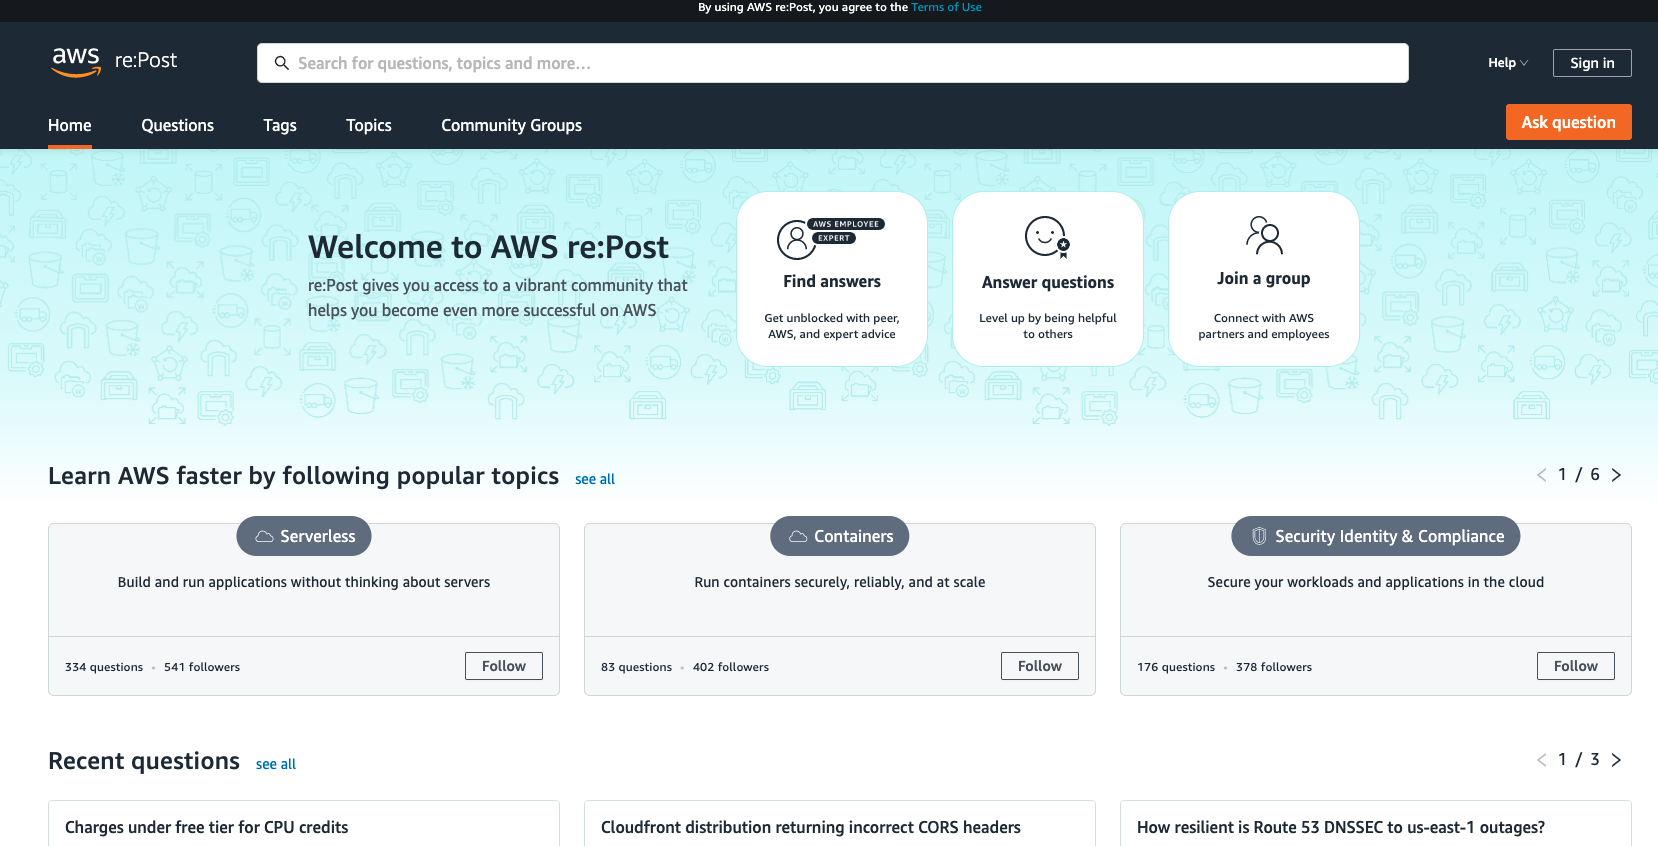 By using AWS re:Post, you agree to the Terms of Use
aws re:Post
Search for questions, topics and more...
Help
Sign in
Home
Questions
Tags
Topics
Community Groups
Ask question
Welcome to AWS re:Post
re:Post gives you access to a vibrant community that
helps you become even more successful on AWS
AWS EMPLOYEE
EXPERT
Find answers
Get unblocked with peer,
AWS, and expert advice
Answer questions
Level up by being helpful
to others
Join a group
Connect with AWS
partners and employees
Learn AWS faster by following popular topics see all
1 / 6
Serverless
Build and run applications without thinking about servers
334 questions • 541 followers
Follow
Containers
Run containers securely, reliably, and at scale
83 questions • 402 followers
Follow
Security Identity & Compliance
Secure your workloads and applications in the cloud
176 questions • 378 followers
Follow
Recent questions see all
1 / 3
Charges under free tier for CPU credits
Cloudfront distribution returning incorrect CORS headers
How resilient is Route 53 DNSSEC to us-east-1 outages?